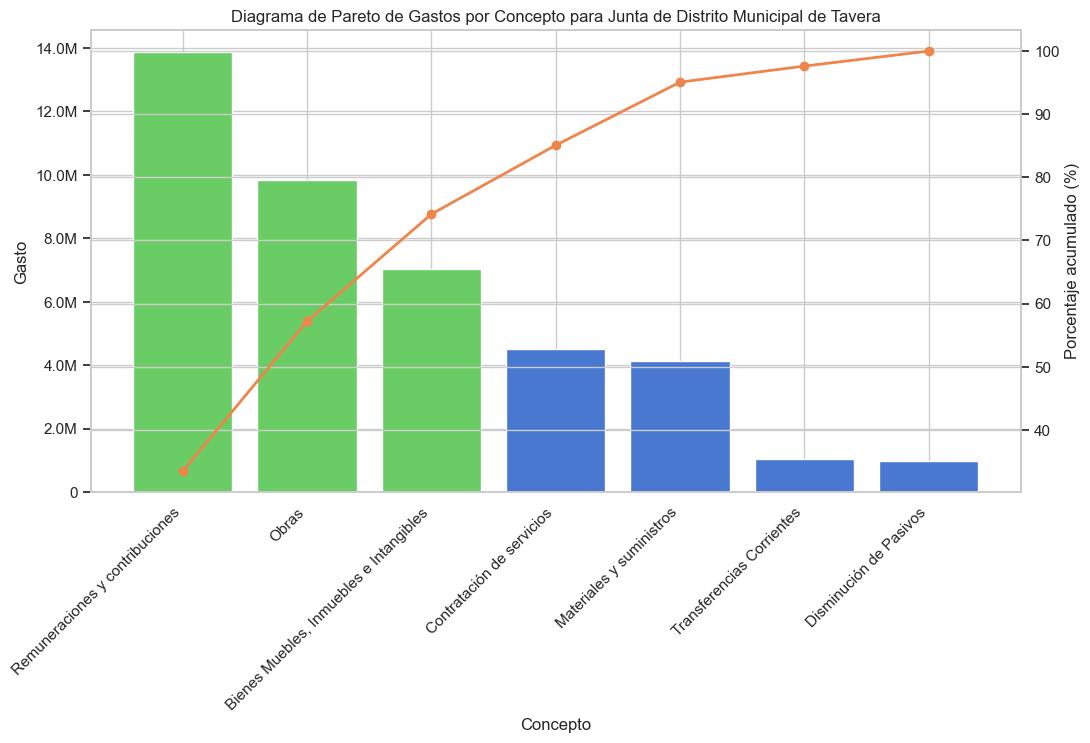 Diagrama de Pareto de Gastos por Concepto para Junta de Distrito Municipal de Tavera
Gasto
14.0M
12.0M
10.0M
8.0M
6.0M
4.0M
2.0M
0
100
90
80
70
60
50
40
Porcentaje acumulado (%)
Remuneraciones y contribuciones
Obras
Bienes Muebles, Inmuebles e Intangibles
Contratación de servicios
Materiales y suministros
Transferencias Corrientes
Disminución de Pasivos
Concepto